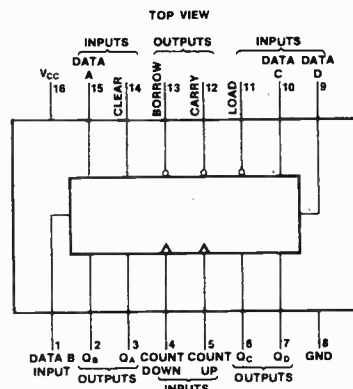 TOP VIEW
INPUTS OUTPUTS INPUTS
DATA DATA DATA
VCC A CLEAR BORROW CARRY LOAD C D
16 15 14 13 12 11 10 9
1 2 3 4 5 6 7 8
DATA B QB QA COUNT COUNT QC QD GND
INPUT OUTPUTS DOWN UP OUTPUTS
INPUTS